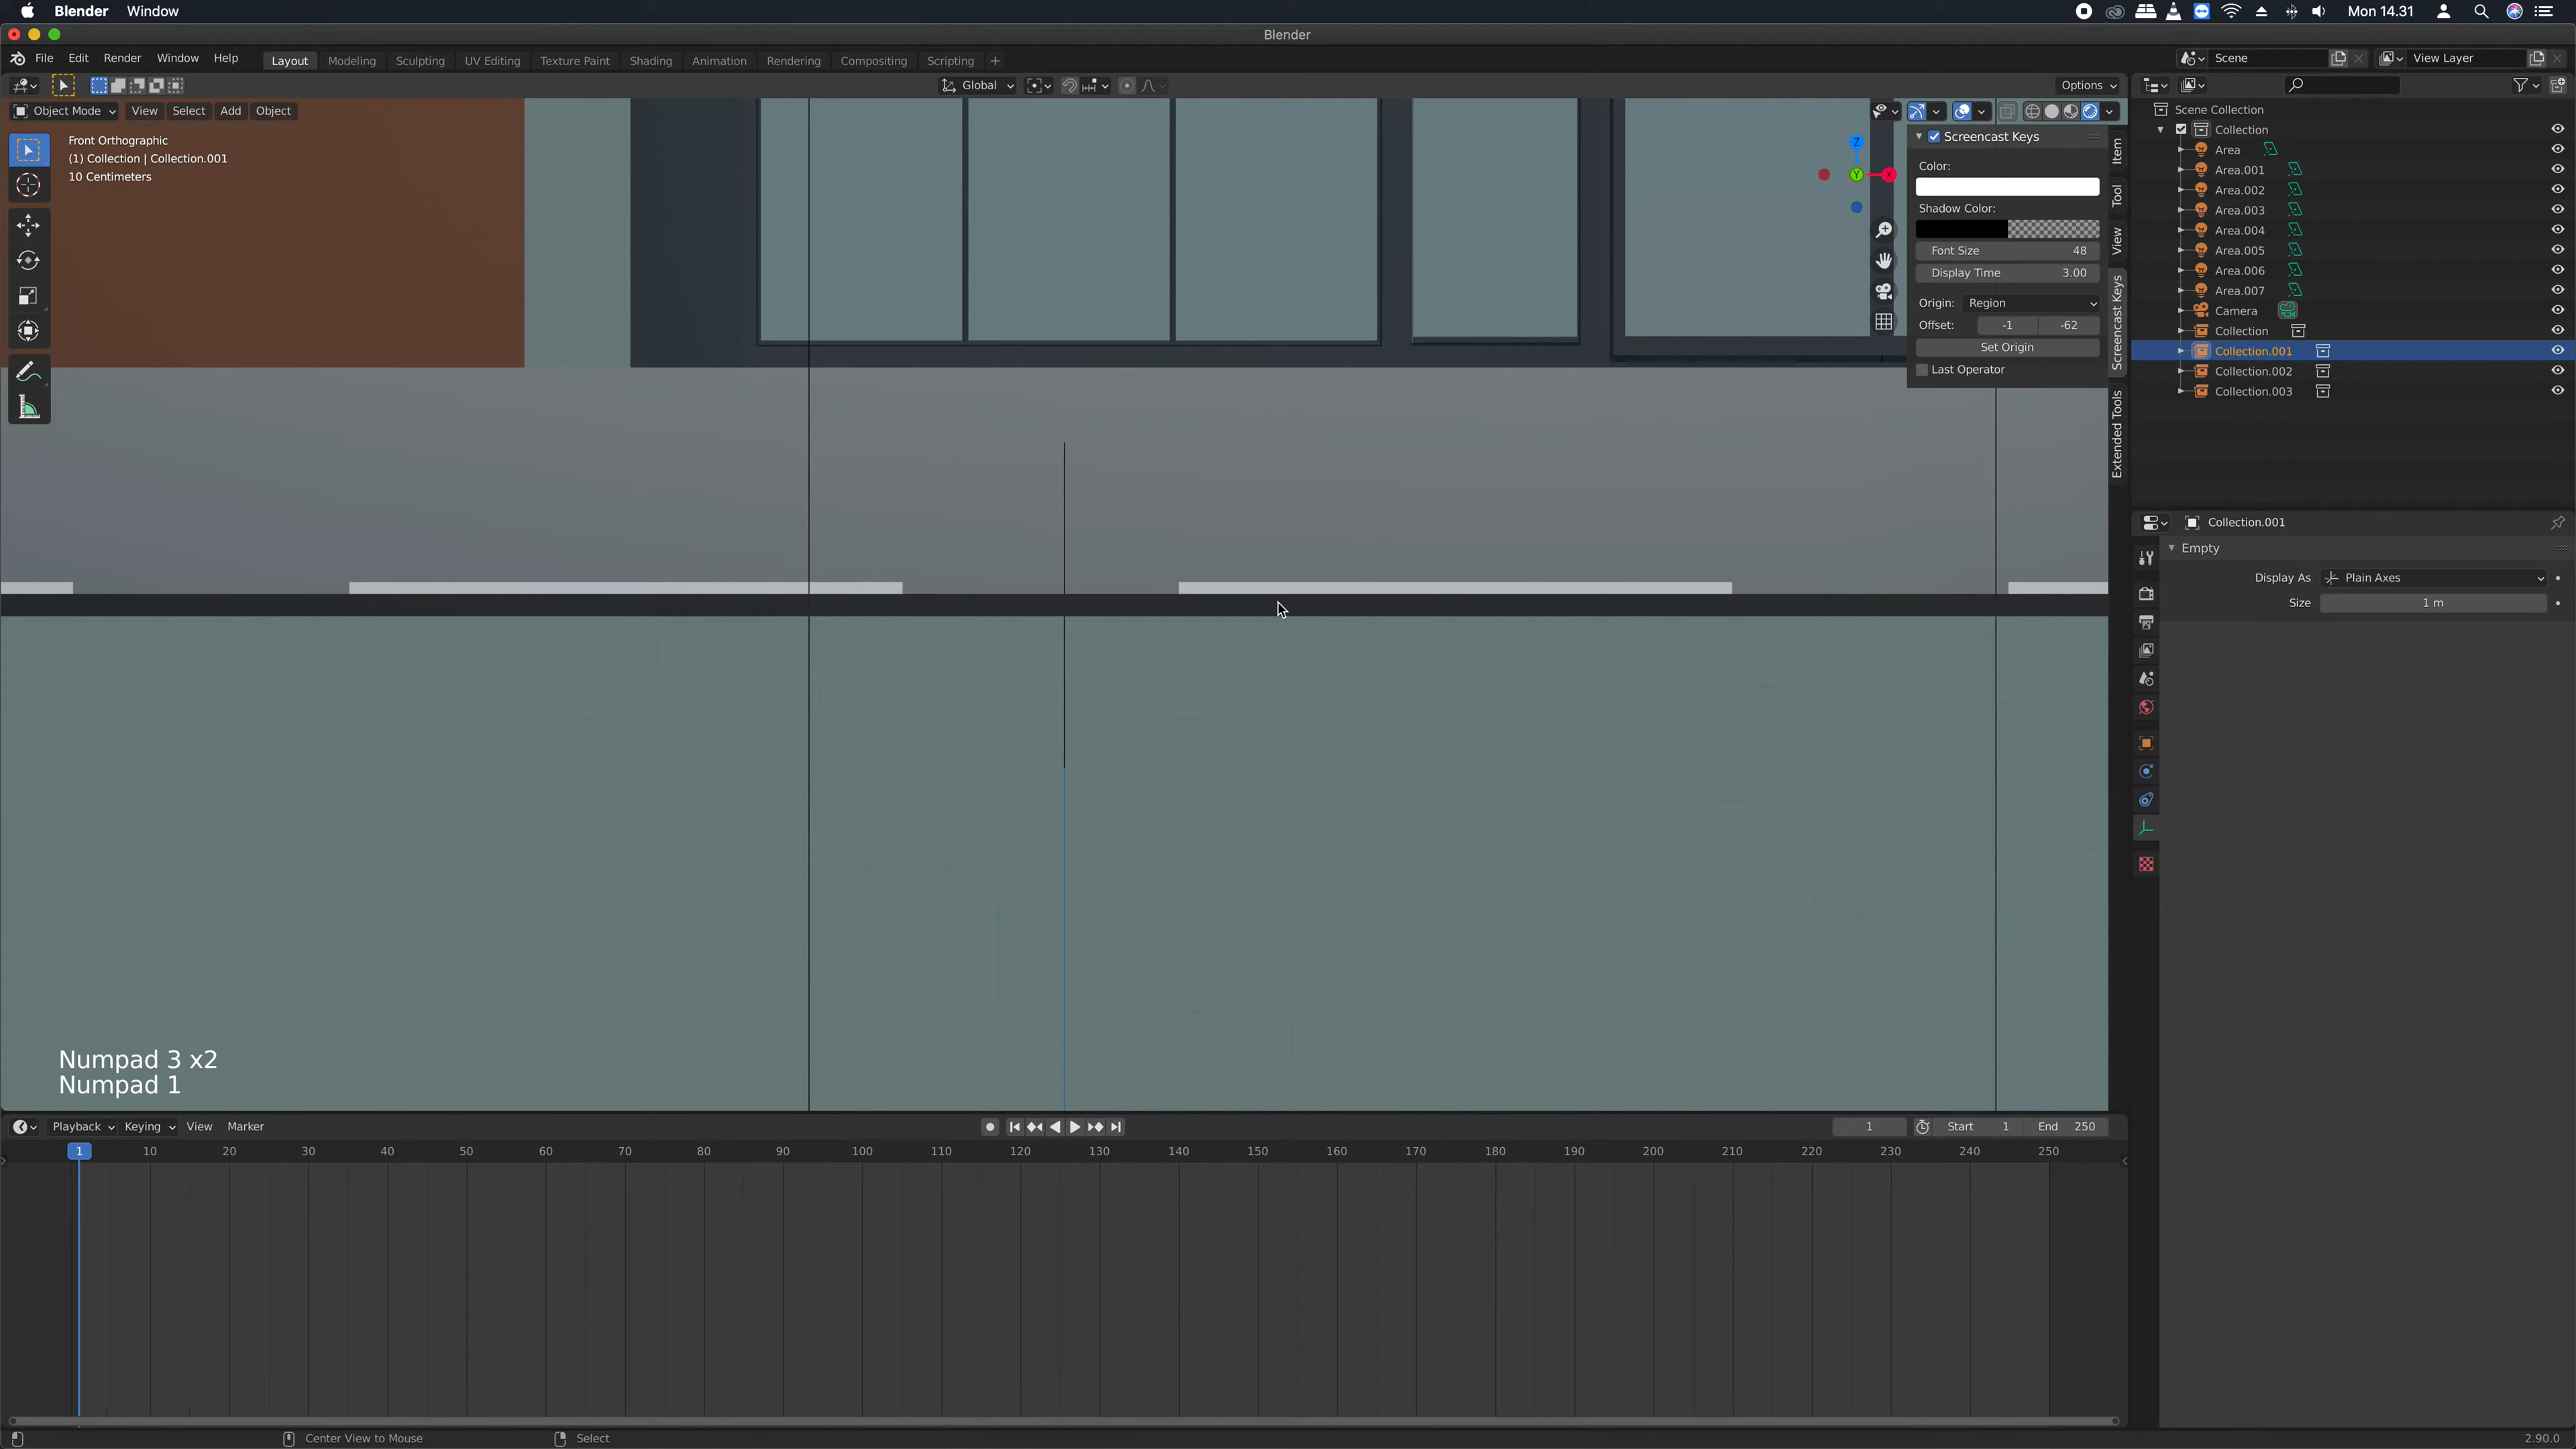 Blender Window Mon 14.31
Blender
File Edit Render Window Help Layout Modeling Sculpting UV Editing Texture Paint Shading Animation Rendering Compositing Scripting + Scene View Layer
Global Options
Object Mode View Select Add Object
Front Orthographic
(1) Collection | Collection.001
10 Centimeters
Screencast Keys
Color:
Shadow Color:
Font Size 48
Display Time 3.00
Origin: Region
Offset: -1 -62
Set Origin
Last Operator
Z
Y
X
Item
Tool
View
Screencast Keys
Extended Tools
Scene Collection
Collection
Area
Area.001
Area.002
Area.003
Area.004
Area.005
Area.006
Area.007
Camera
Collection
Collection.001
Collection.002
Collection.003
Collection.001
Empty
Display As Plain Axes
Size 1 m
Numpad 3 x2
Numpad 1
Playback Keying View Marker 1 Start 1 End 250
1 10 20 30 40 50 60 70 80 90 100 110 120 130 140 150 160 170 180 190 200 210 220 230 240 250
Center View to Mouse Select 2.90.0